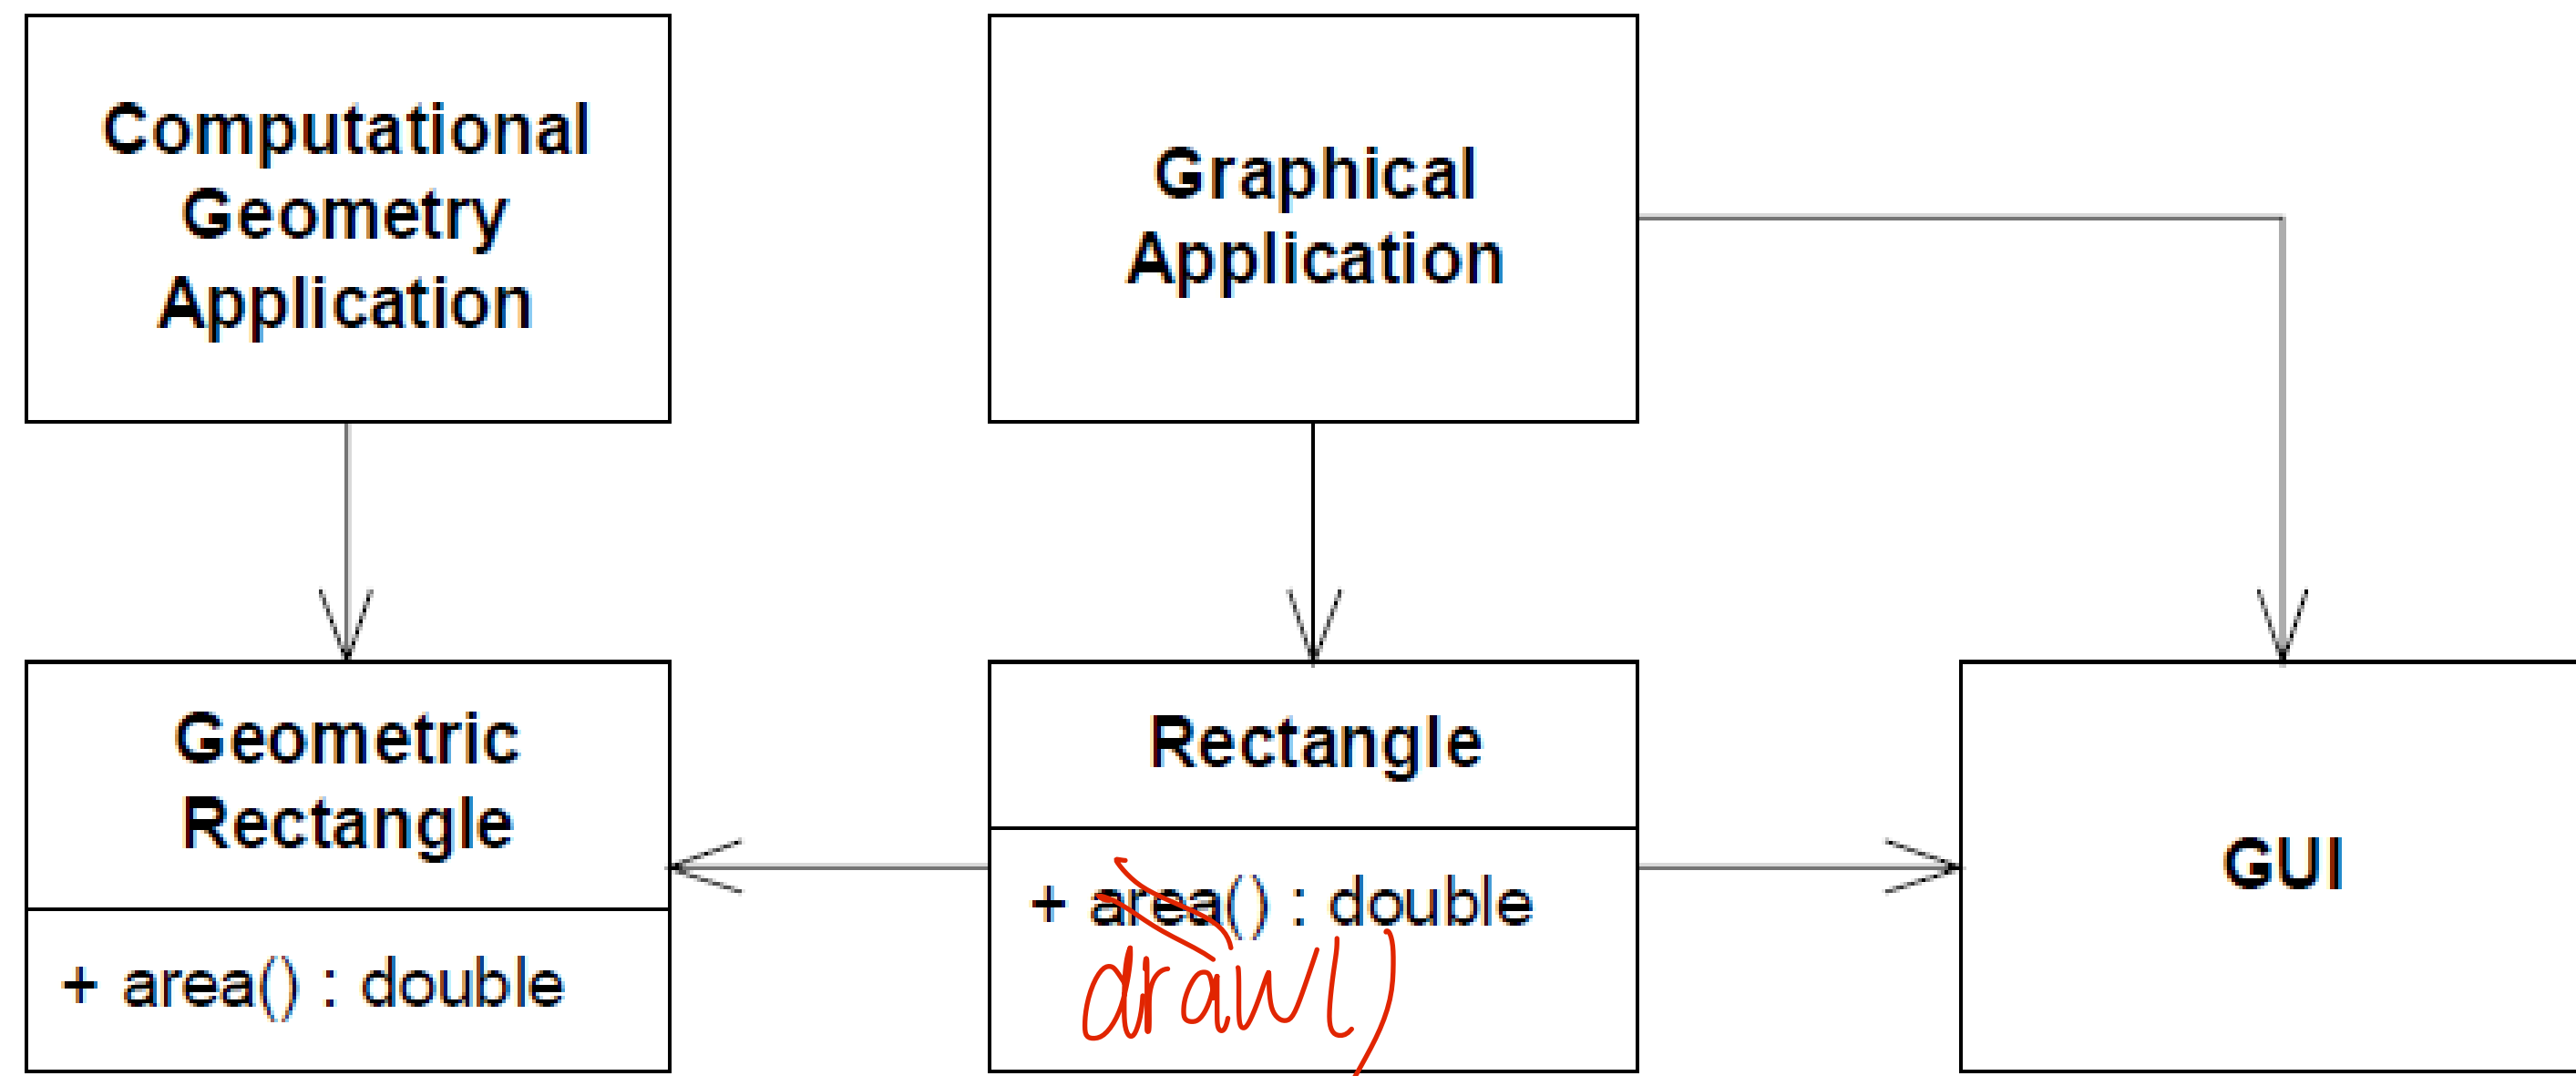 Computational
Geometry
Application
Graphical
Application
Geometric
Rectangle
+ area() : double
Rectangle
+ area() : double
draw()
GUI